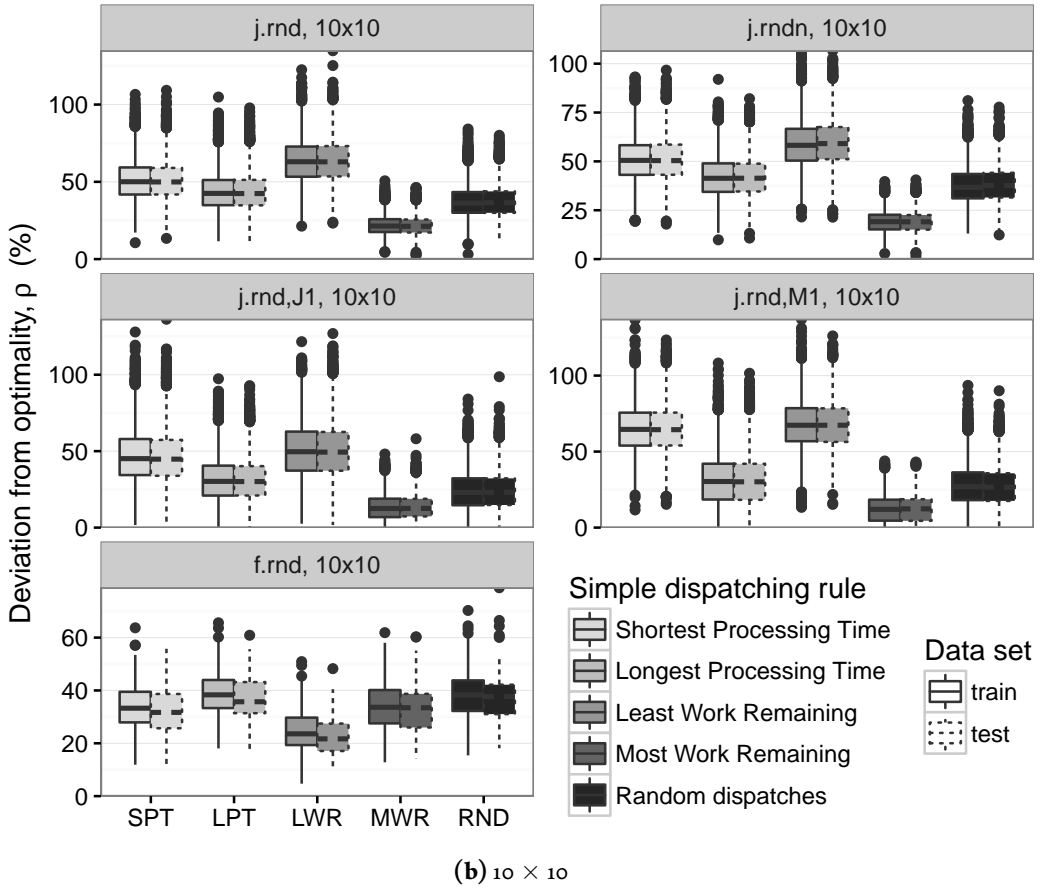 j.rnd, 10x10
j.rndn, 10x10
100
50
0
100
75
50
25
0
j.rnd,J1, 10x10
j.rnd,M1, 10x10
100
50
0
100
50
0
f.rnd, 10x10
60
40
20
0
SPT LPT LWR MWR RND
Deviation from optimality, ρ (%)
Simple dispatching rule
Shortest Processing Time
Longest Processing Time
Least Work Remaining
Most Work Remaining
Random dispatches
Data set
train
test
(b) 10 × 10